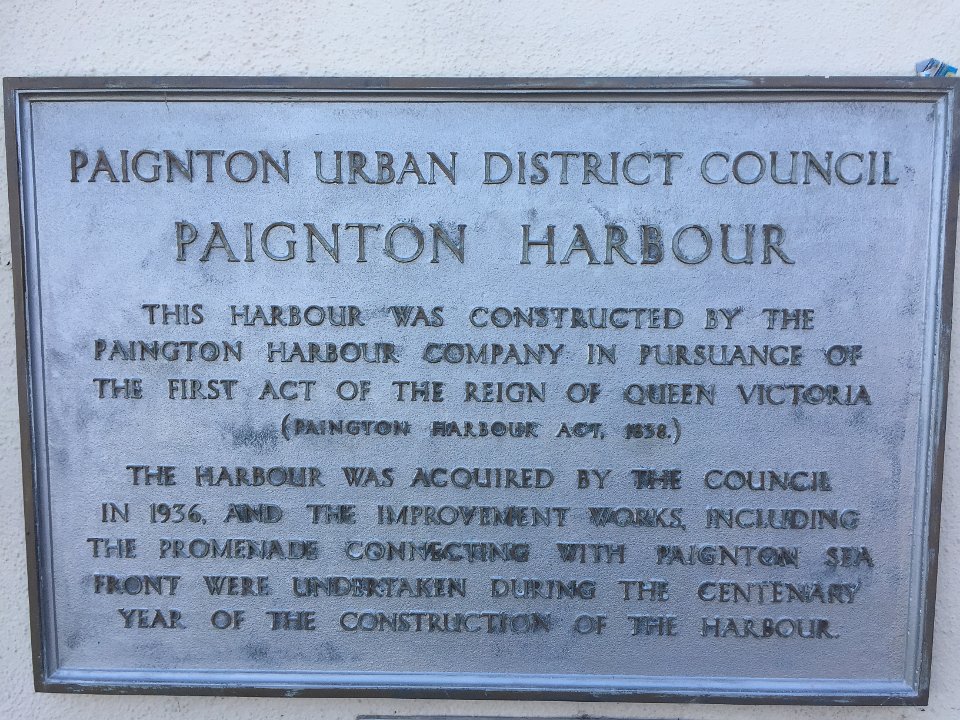 PAIGNTON URBAN DISTRICT COUNCIL
PAIGNTON HARBOUR
THIS HARBOUR WAS CONSTRUCTED BY THE
PAINGTON HARBOUR COMPANY IN PURSUANCE OF
THE FIRST ACT OF THE REIGN OF QUEEN VICTORIA
(PAINGTON HARBOUR ACT, 1838.)
THE HARBOUR WAS ACQUIRED BY THE COUNCIL
IN 1936, AND THE IMPROVEMENT WORKS, INCLUDING
THE PROMENADE CONNECTING WITH PAIGNTON SEA
FRONT WERE UNDERTAKEN DURING THE CENTENARY
YEAR OF THE CONSTRUCTION OF THE HARBOUR.